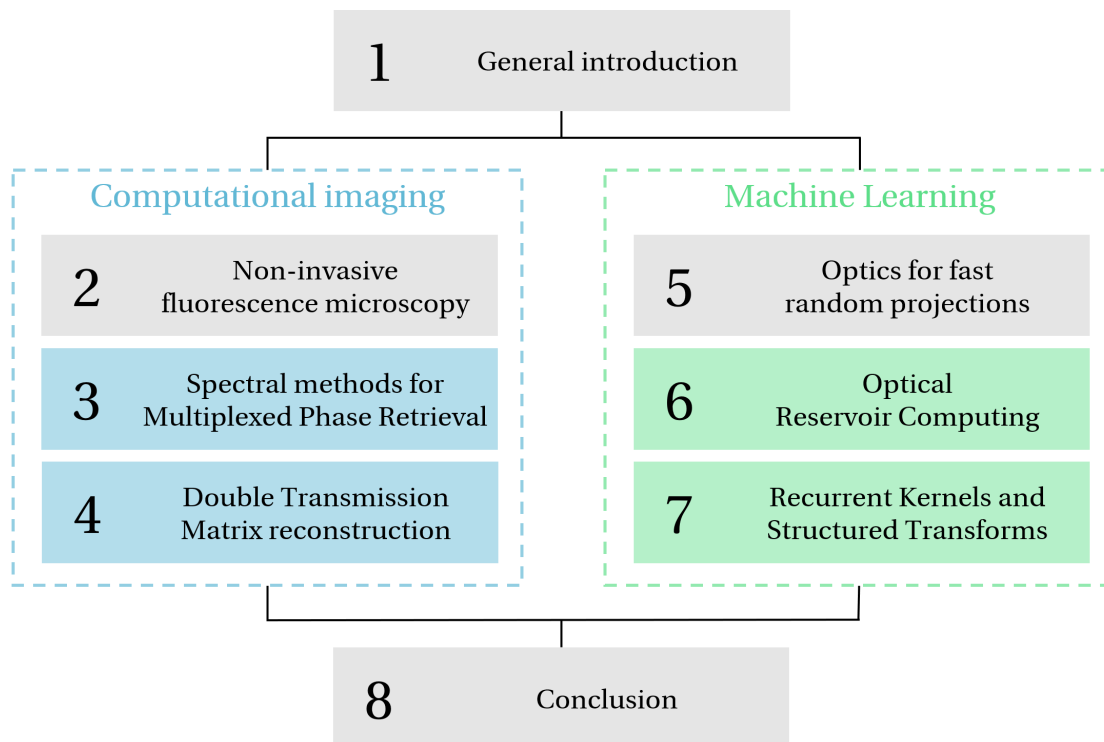 1 General introduction
Computational imaging
2
Non-invasive
fluorescence microscopy
3
Spectral methods for
Multiplexed Phase Retrieval
4
Double Transmission
Matrix reconstruction
Machine Learning
5
Optics for fast
random projections
6
Optical
Reservoir Computing
7
Recurrent Kernels and
Structured Transforms
8 Conclusion